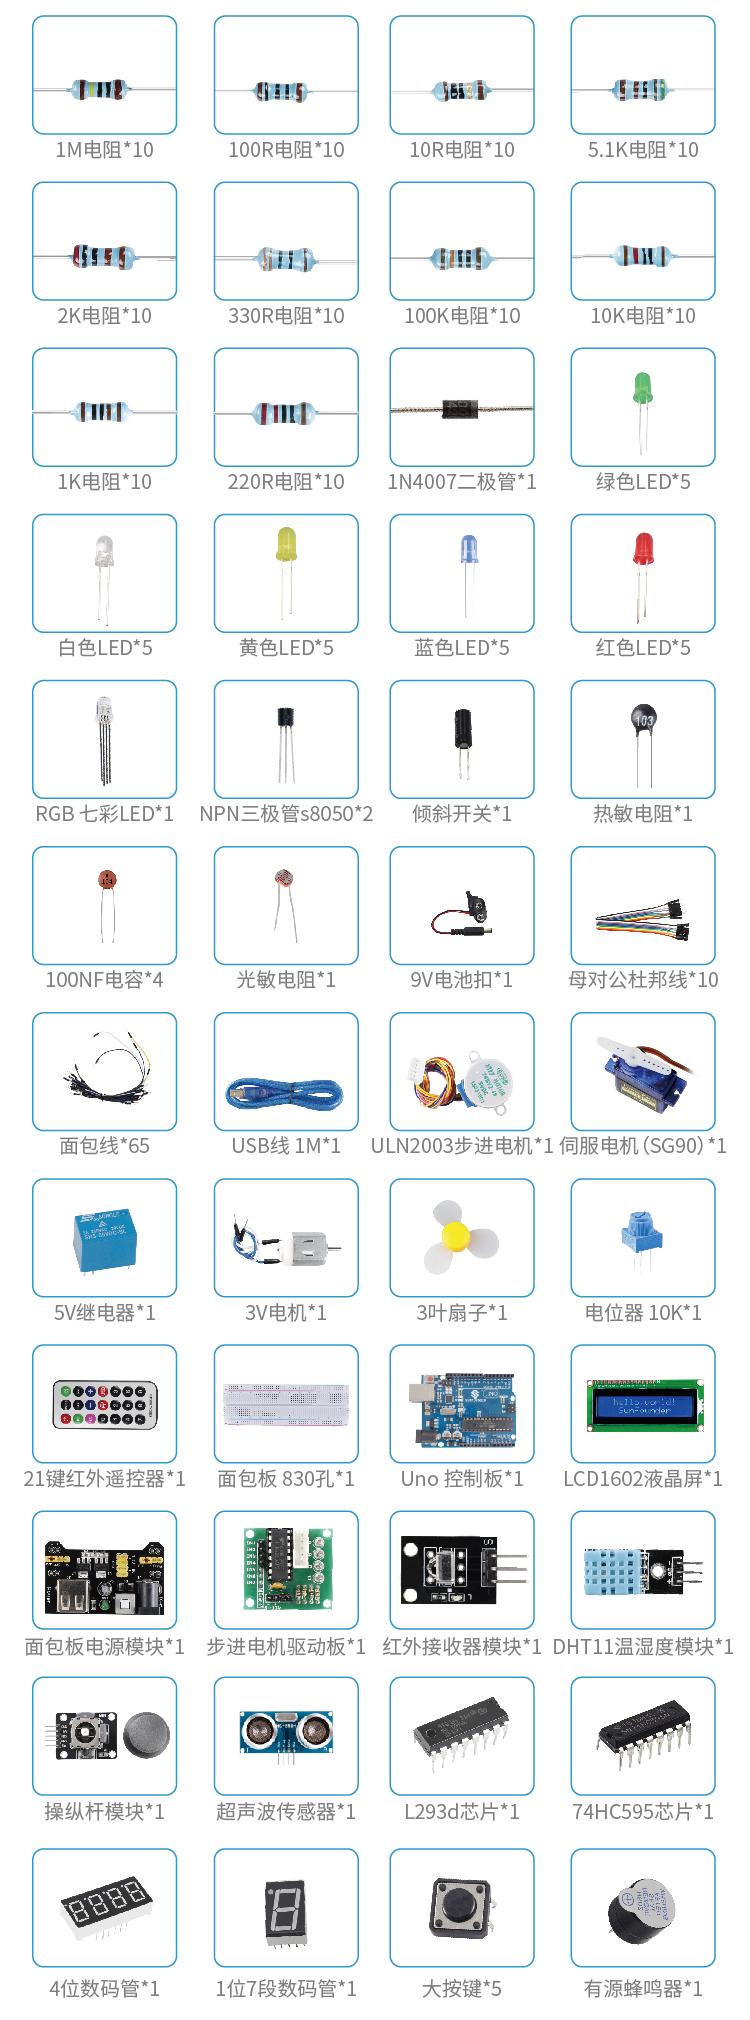 1M电阻*10
100R电阻*10
10R电阻*10
5.1K电阻*10
2K电阻*10
330R电阻*10
100K电阻*10
10K电阻*10
1K电阻*10
220R电阻*10
1N4007二极管*1
绿色LED*5
白色LED*5
黄色LED*5
蓝色LED*5
红色LED*5
103
RGB 七彩LED*1
NPN三极管s8050*2
倾斜开关*1
热敏电阻*1
104
100NF电容*4
光敏电阻*1
9V电池扣*1
母对公杜邦线*10
面包线*65
USB线 1M*1
ULN2003步进电机*1
伺服电机(SG90)*1
5V继电器*1
3V电机*1
3叶扇子*1
电位器 10K*1
hello,world!
SunFounder
21键红外遥控器*1
面包板 830孔*1
Uno 控制板*1
LCD1602液晶屏*1
S
面包板电源模块*1
步进电机驱动板*1
红外接收器模块*1
DHT11温湿度模块*1
操纵杆模块*1
超声波传感器*1
L293d芯片*1
74HC595芯片*1
4位数码管*1
1位7段数码管*1
大按键*5
有源蜂鸣器*1